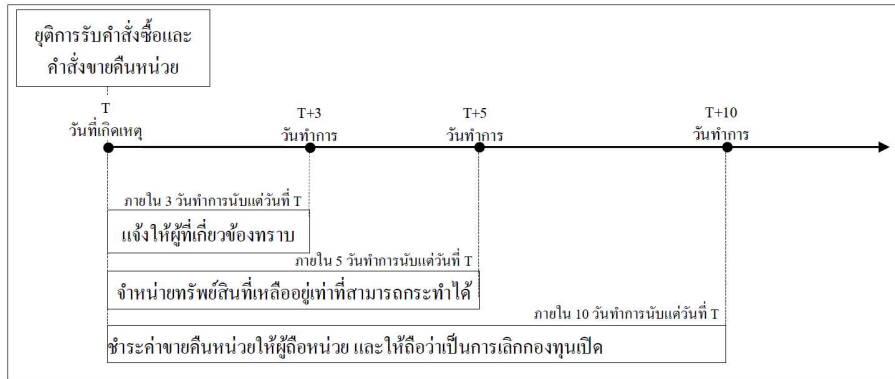 ยุติการรับคำสั่งซื้อและ
คำสั่งขายคืนหน่วย
T
วันที่เกิดเหตุ
T+3
วันทำการ
T+5
วันทำการ
T+10
วันทำการ
ภายใน 3 วันทำการนับแต่วันที่ T
แจ้งให้ผู้ที่เกี่ยวข้องทราบ
ภายใน 5 วันทำการนับแต่วันที่ T
จำหน่ายทรัพย์สินที่เหลืออยู่เท่าที่สามารถกระทำได้
ภายใน 10 วันทำการนับแต่วันที่ T
ชำระค่าขายคืนหน่วยให้ผู้ถือหน่วย และให้ถือว่าเป็นการเลิกกองทุนเปิด